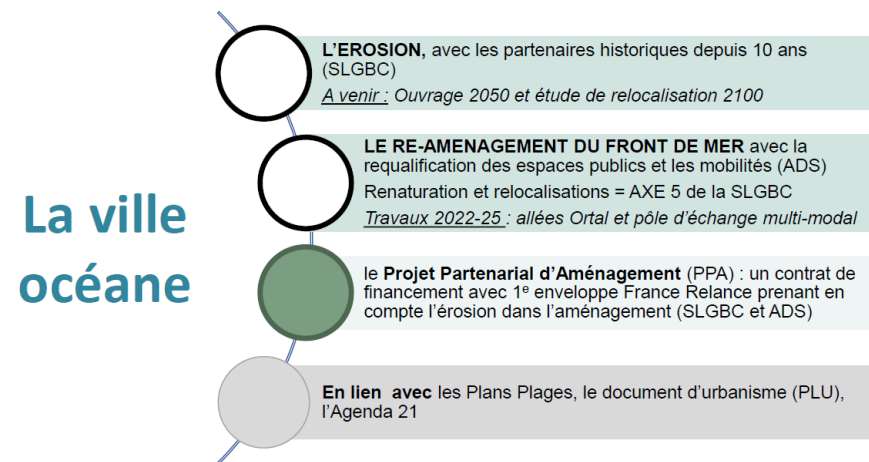 La ville
océane
L'EROSION, avec les partenaires historiques depuis 10 ans
(SLGBC)
A venir : Ouvrage 2050 et étude de relocalisation 2100
LE RE-AMENAGEMENT DU FRONT DE MER avec la
requalification des espaces publics et les mobilités (ADS)
Renaturation et relocalisations = AXE 5 de la SLGBC
Travaux 2022-25 : allées Ortal et pôle d'échange multi-modal
le Projet Partenarial d'Aménagement (PPA) : un contrat de
financement avec 1e enveloppe France Relance prenant en
compte l'érosion dans l'aménagement (SLGBC et ADS)
En lien avec les Plans Plages, le document d'urbanisme (PLU),
l'Agenda 21